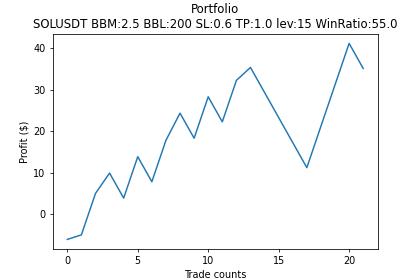 Portfolio
SOLUSDT BBM:2.5 BBL:200 SL:0.6 TP:1.0 lev:15 WinRatio:55.0
40
30
20
10
0
Profit ($)
0 5 10 15 20
Trade counts